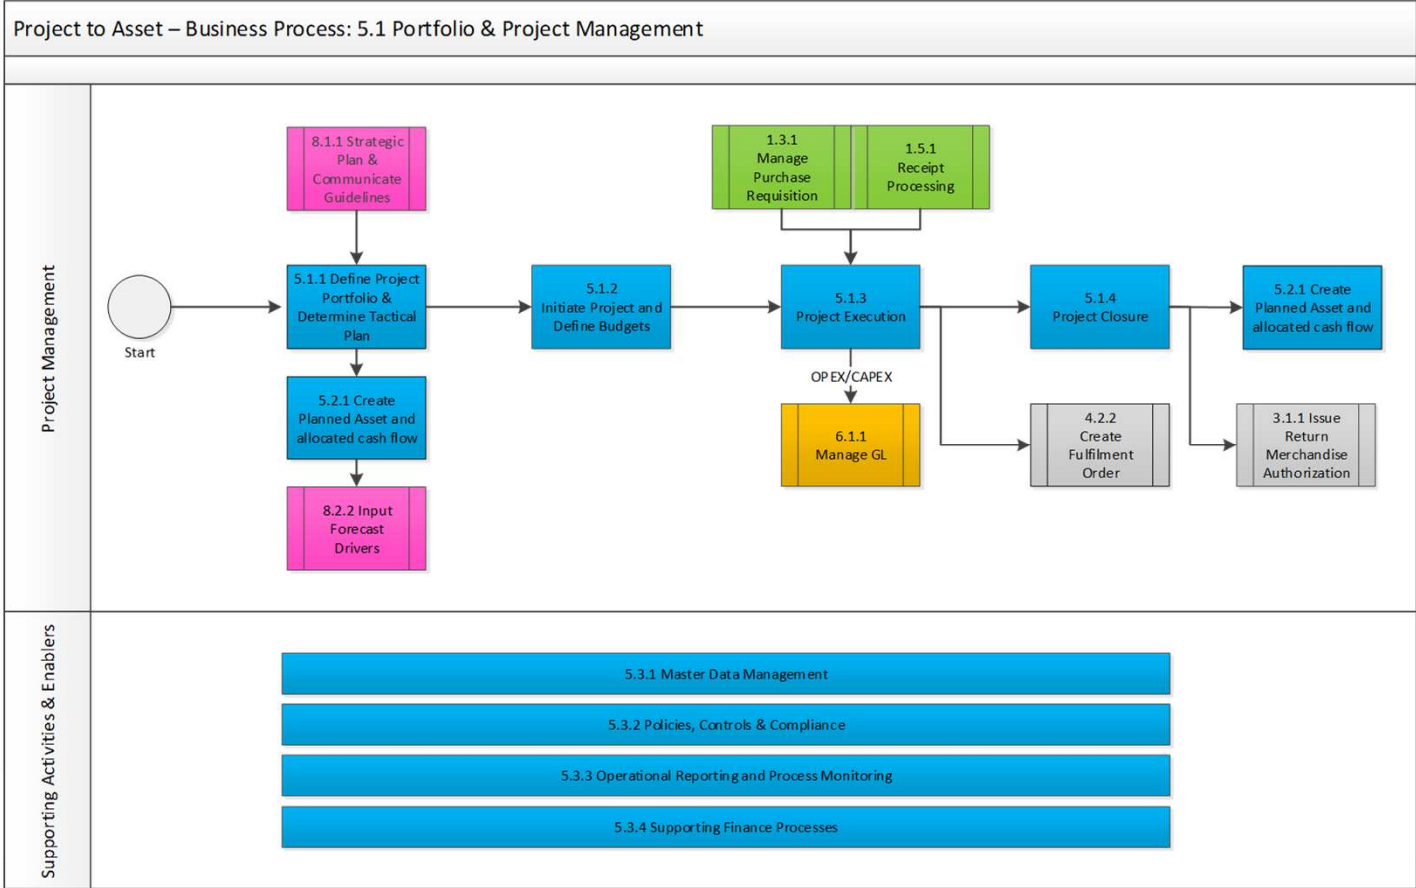 Project to Asset – Business Process: 5.1 Portfolio & Project Management
Project Management
8.1.1 Strategic
Plan &
Communicate
Guidelines
1.3.1
Manage
Purchase
Requisition
1.5.1
Receipt
Processing
Start
5.1.1 Define Project
Portfolio &
Determine Tactical
Plan
5.1.2
Initiate Project and
Define Budgets
5.1.3
Project Execution
5.1.4
Project Closure
5.2.1 Create
Planned Asset and
allocated cash flow
OPEX/CAPEX
5.2.1 Create
Planned Asset and
allocated cash flow
6.1.1
Manage GL
4.2.2
Create
Fulfilment
Order
3.1.1 Issue
Return
Merchandise
Authorization
8.2.2 Input
Forecast
Drivers
Supporting Activities & Enablers
5.3.1 Master Data Management
5.3.2 Policies, Controls & Compliance
5.3.3 Operational Reporting and Process Monitoring
5.3.4 Supporting Finance Processes